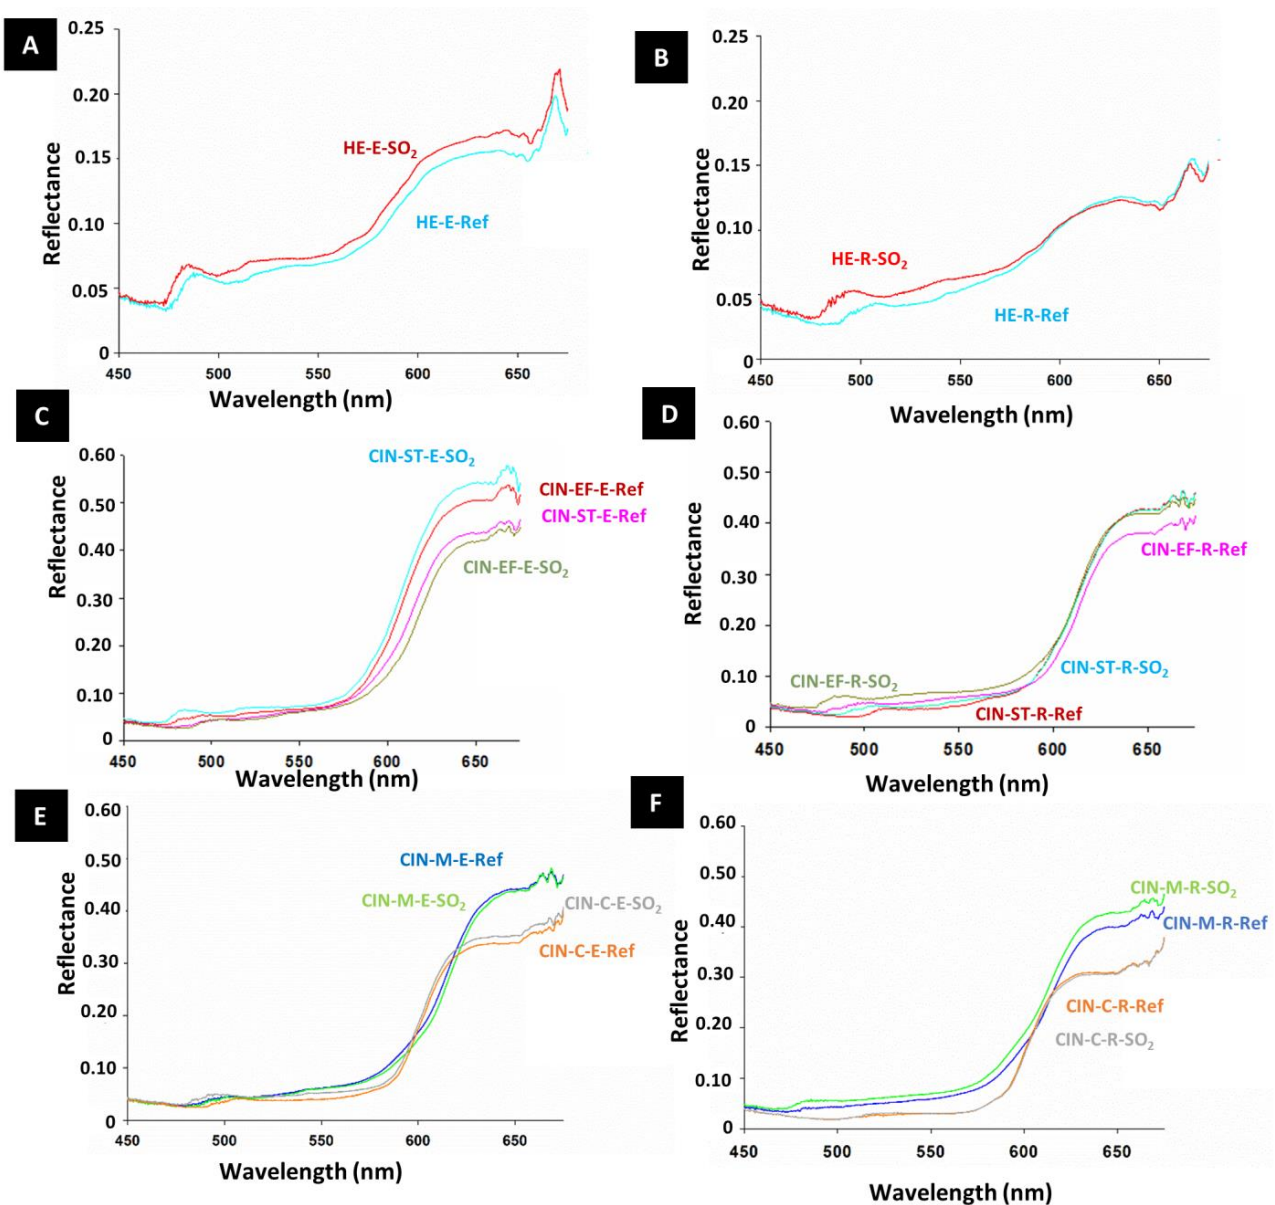 A
0.25
0.20
0.15
0.10
0.05
0
Reflectance
HE-E-SO₂
HE-E-Ref
450 500 550 600 650
Wavelength (nm)
B
0.25
0.20
0.15
0.10
0.05
0
Reflectance
HE-R-SO₂
HE-R-Ref
450 500 550 600 650
Wavelength (nm)
C
0.60
0.50
0.40
0.30
0.20
0.10
0
Reflectance
CIN-ST-E-SO₂
CIN-EF-E-Ref
CIN-ST-E-Ref
CIN-EF-E-SO₂
450 500 550 600 650
Wavelength (nm)
D
0.60
0.50
0.40
0.30
0.20
0.10
0
Reflectance
CIN-EF-R-Ref
CIN-ST-R-SO₂
CIN-EF-R-SO₂
CIN-ST-R-Ref
450 500 550 600 650
Wavelength (nm)
E
0.60
0.50
0.40
0.30
0.20
0.10
0
Reflectance
CIN-M-E-Ref
CIN-M-E-SO₂
CIN-C-E-SO₂
CIN-C-E-Ref
450 500 550 600 650
Wavelength (nm)
F
0.60
0.50
0.40
0.30
0.20
0.10
0
Reflectance
CIN-M-R-SO₂
CIN-M-R-Ref
CIN-C-R-Ref
CIN-C-R-SO₂
450 500 550 600 650
Wavelength (nm)